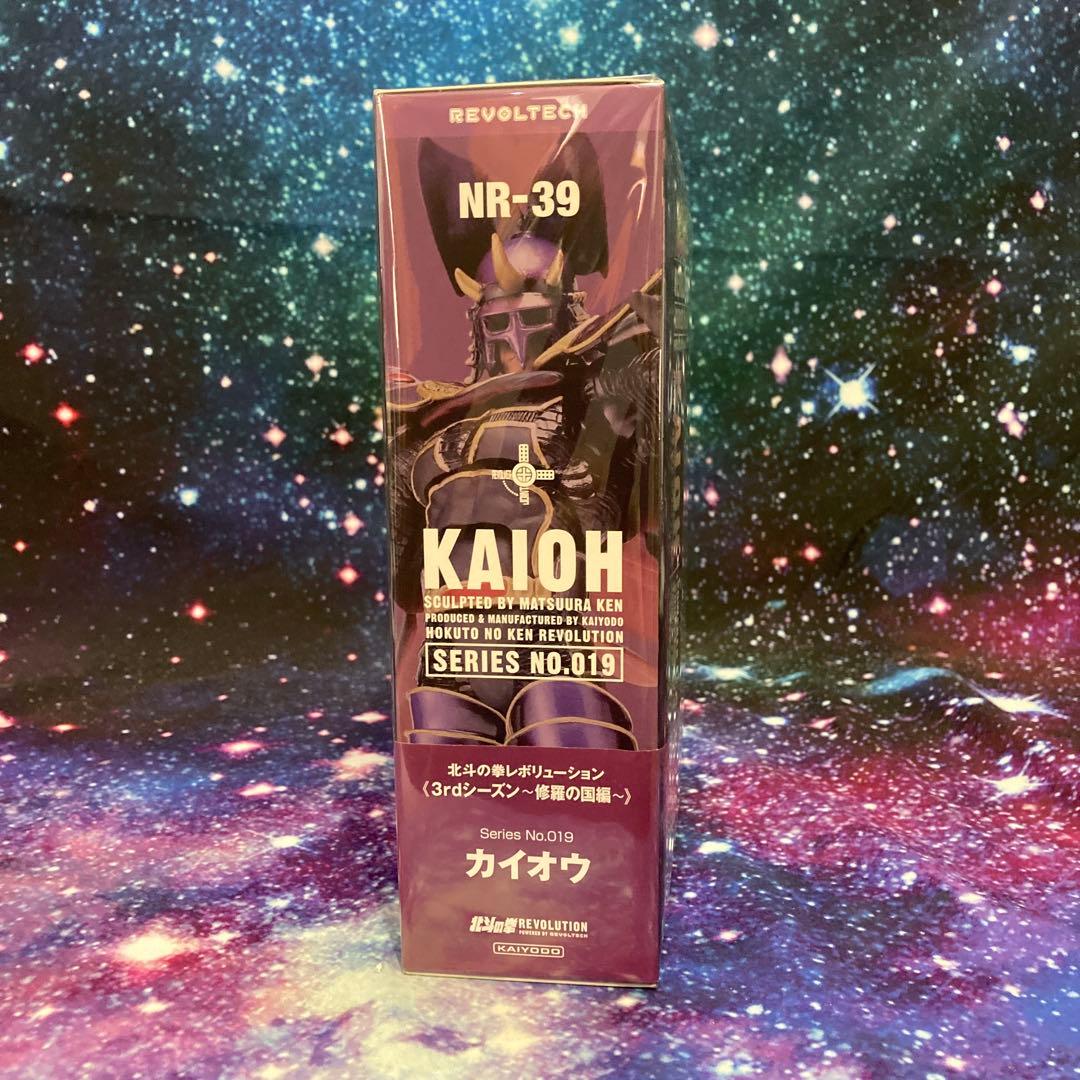 REVOLTECH
NR-39
KAIOH
SCULPTED BY MATSUURA KEN
PRODUCED & MANUFACTURED BY KAIYODO
HOKUTO NO KEN REVOLUTION
SERIES NO.019
北斗の拳レボリューション
《3rdシーズン~修羅の国編~》
Series No.019
カイオウ
北斗の拳 REVOLUTION
POWERED BY REVOLTECH
KAIYODO